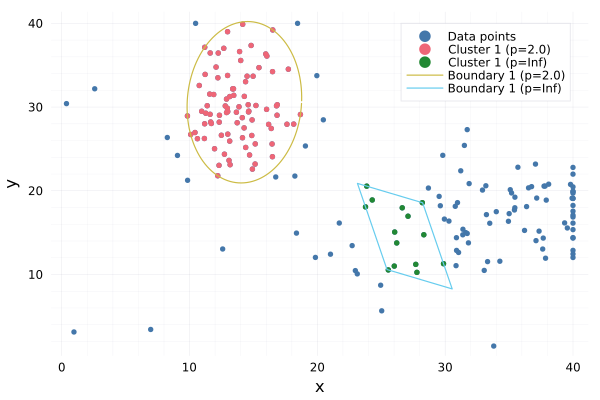 40
30
20
10
0
10
20
30
40
x
y
Data points
Cluster 1 (p=2.0)
Cluster 1 (p=Inf)
Boundary 1 (p=2.0)
Boundary 1 (p=Inf)